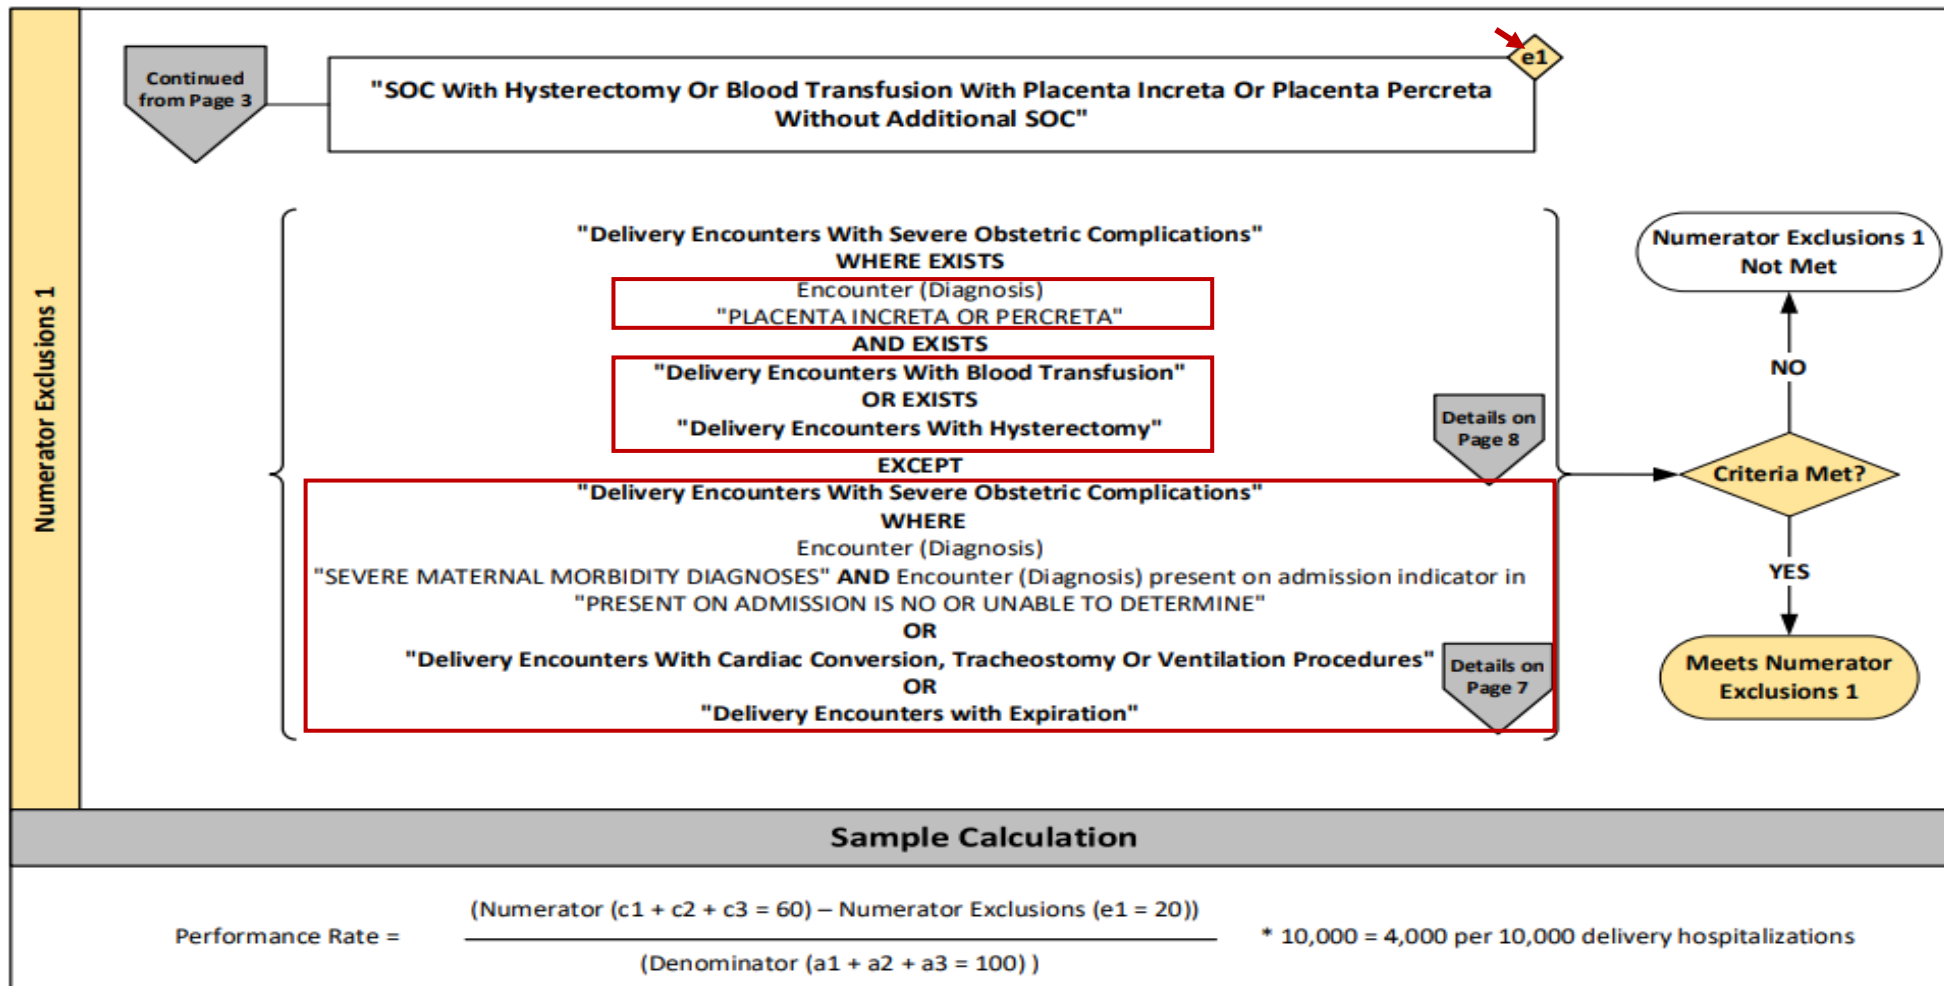 Numerator Exclusions 1
Continued
from Page 3
"SOC With Hysterectomy Or Blood Transfusion With Placenta Increta Or Placenta Percreta
Without Additional SOC"
e1
"Delivery Encounters With Severe Obstetric Complications"
WHERE EXISTS
Encounter (Diagnosis)
"PLACENTA INCRETA OR PERCRETA"
AND EXISTS
"Delivery Encounters With Blood Transfusion"
OR EXISTS
"Delivery Encounters With Hysterectomy"
Details on
Page 8
EXCEPT
"Delivery Encounters With Severe Obstetric Complications"
WHERE
Encounter (Diagnosis)
"SEVERE MATERNAL MORBIDITY DIAGNOSES" AND Encounter (Diagnosis) present on admission indicator in
"PRESENT ON ADMISSION IS NO OR UNABLE TO DETERMINE"
OR
"Delivery Encounters With Cardiac Conversion, Tracheostomy Or Ventilation Procedures"
OR
"Delivery Encounters with Expiration"
Details on
Page 7
Numerator Exclusions 1
Not Met
NO
Criteria Met?
YES
Meets Numerator
Exclusions 1
Sample Calculation
Performance Rate =
(Numerator (c1 + c2 + c3 = 60) – Numerator Exclusions (e1 = 20))
(Denominator (a1 + a2 + a3 = 100) )
* 10,000 = 4,000 per 10,000 delivery hospitalizations